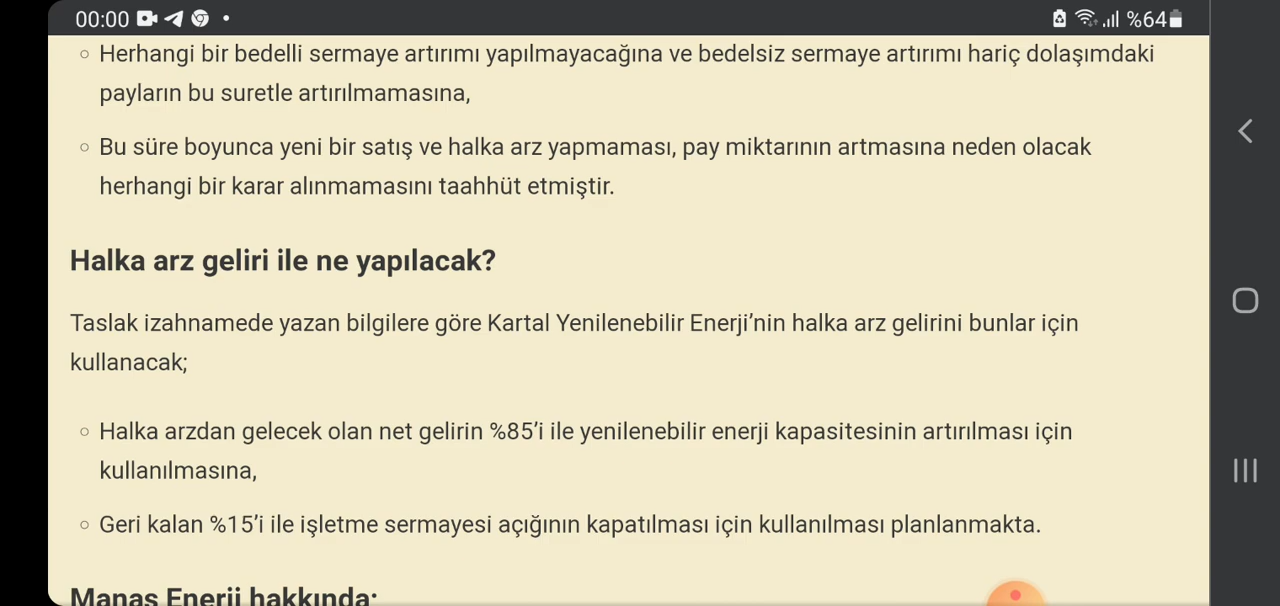 00:00 %64
Herhangi bir bedelli sermaye artırımı yapılmayacağına ve bedelsiz sermaye artırımı hariç dolaşımdaki
payların bu suretle artırılmamasına,
Bu süre boyunca yeni bir satış ve halka arz yapmaması, pay miktarının artmasına neden olacak
herhangi bir karar alınmamasını taahhüt etmiştir.
Halka arz geliri ile ne yapılacak?
Taslak izahnamede yazan bilgilere göre Kartal Yenilenebilir Enerji’nin halka arz gelirini bunlar için
kullanacak;
Halka arzdan gelecek olan net gelirin %85’i ile yenilenebilir enerji kapasitesinin artırılması için
kullanılmasına,
Geri kalan %15’i ile işletme sermayesi açığının kapatılması için kullanılması planlanmakta.
Manas Enerji hakkında: